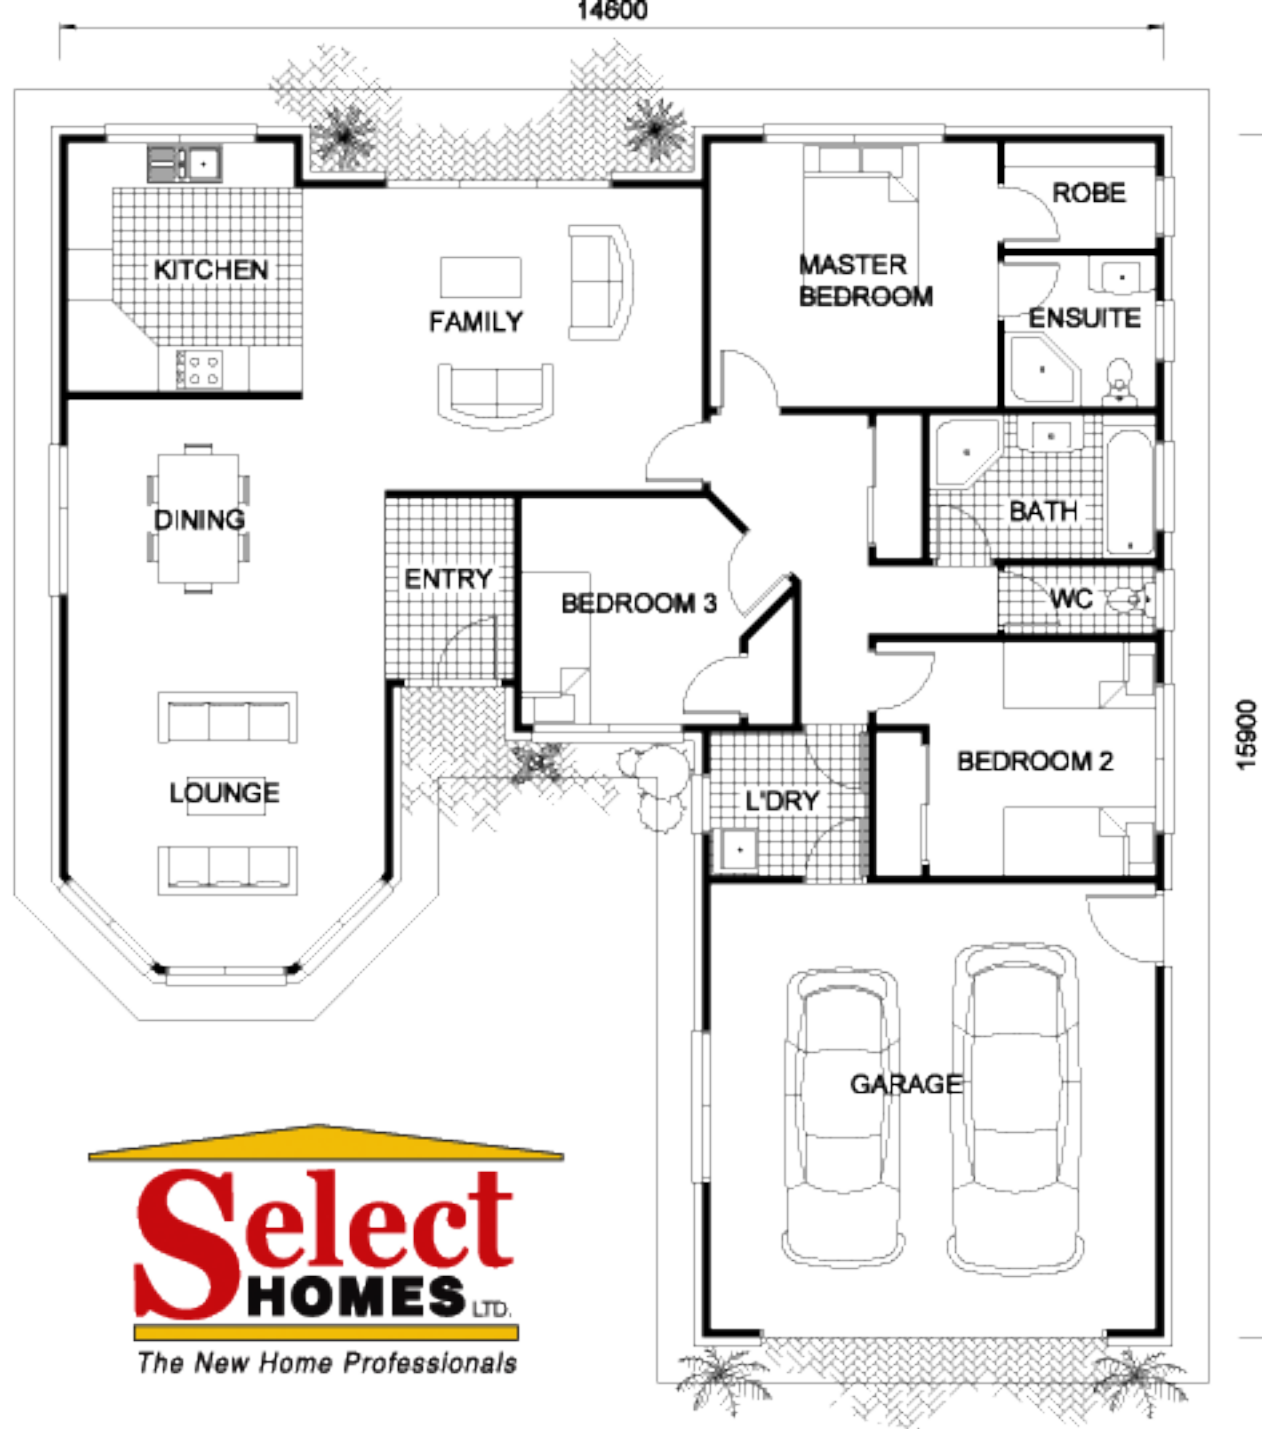 14600
ROBE
KITCHEN
MASTER
BEDROOM
FAMILY
ENSUITE
DINING
BATH
ENTRY
BEDROOM 3
WC
15900
BEDROOM 2
LOUNGE
L'DRY
GARAGE
Select
HOMES LTD.
The New Home Professionals